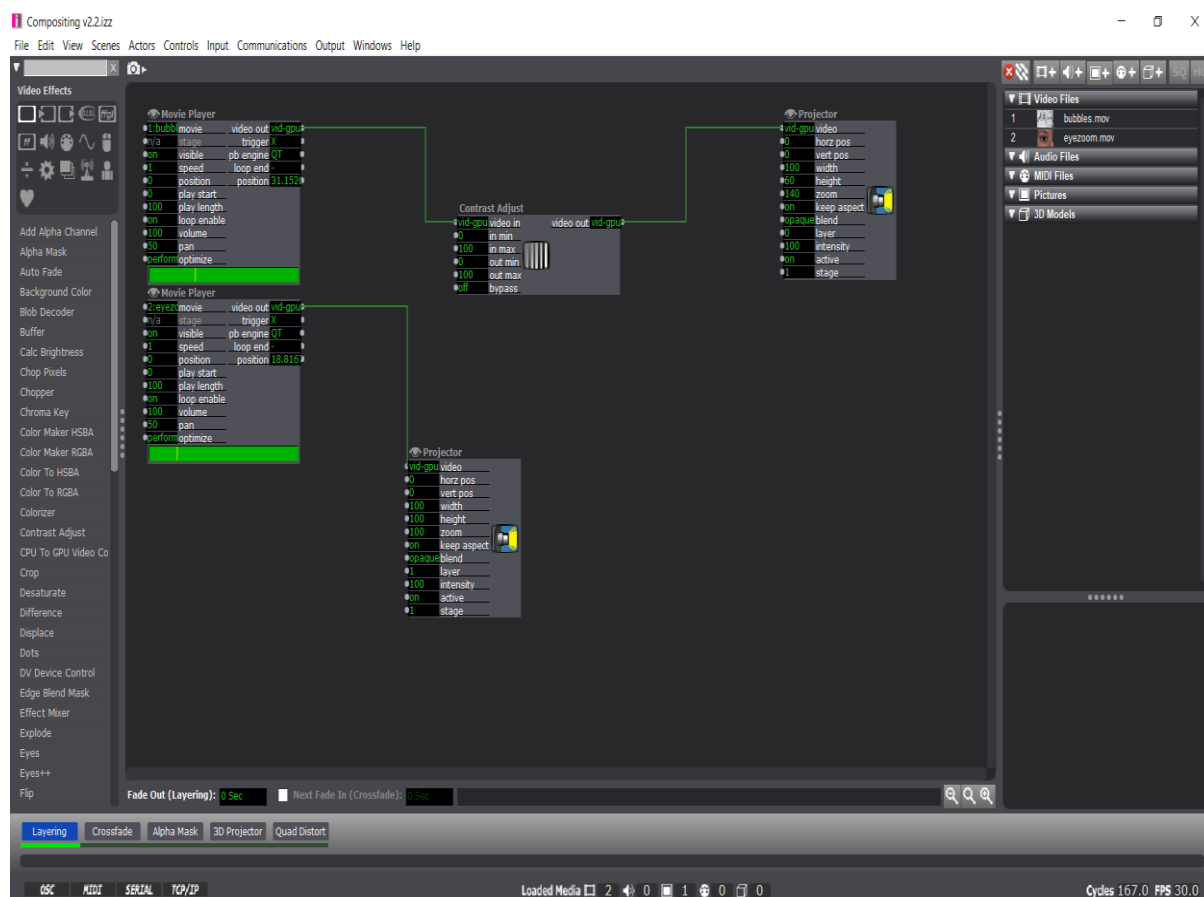 Compositing v2.2.izz
File Edit View Scenes Actors Controls Input Communications Output Windows Help
X
Video Effects
GLSL ffgl
ff
Add Alpha Channel
Alpha Mask
Auto Fade
Background Color
Blob Decoder
Buffer
Calc Brightness
Chop Pixels
Chopper
Chroma Key
Color Maker HSBA
Color Maker RGBA
Color To HSBA
Color To RGBA
Colorizer
Contrast Adjust
CPU To GPU Video Co
Crop
Desaturate
Difference
Displace
Dots
DV Device Control
Edge Blend Mask
Effect Mixer
Explode
Eyes
Eyes++
Flip
Movie Player
1:bubbl movie video out vid-gpu
n/a stage trigger X
on visible pb engine QT
1 speed loop end -
0 position position 31.152
0 play start
100 play length
on loop enable
100 volume
50 pan
perform optimize
Movie Player
2:eyezo movie video out vid-gpu
n/a stage trigger X
on visible pb engine QT
1 speed loop end -
0 position position 18.816
0 play start
100 play length
on loop enable
100 volume
50 pan
perform optimize
Contrast Adjust
vid-gpu video in video out vid-gpu
0 in min
100 in max
0 out min
100 out max
off bypass
Projector
vid-gpu video
0 horz pos
0 vert pos
100 width
60 height
140 zoom
on keep aspect
opaque blend
0 layer
100 intensity
on active
1 stage
Projector
vid-gpu video
0 horz pos
0 vert pos
100 width
100 height
100 zoom
on keep aspect
opaque blend
1 layer
100 intensity
on active
1 stage
SQ HQ
Video Files
1 bubbles.mov
2 eyezoom.mov
Audio Files
MIDI Files
Pictures
3D Models
Fade Out (Layering): 0 Sec Next Fade In (Crossfade): 0 Sec
Layering Crossfade Alpha Mask 3D Projector Quad Distort
OSC MIDI SERIAL TCP/IP Loaded Media 2 0 1 0 0 Cycles 167.0 FPS 30.0